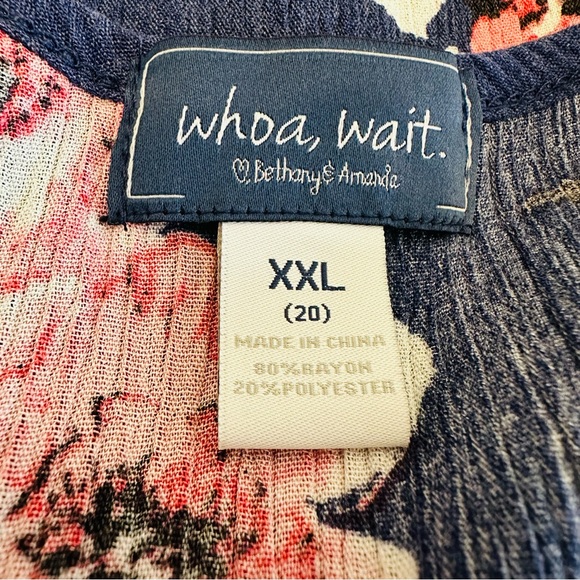 whoa, wait.
♡ Bethany & Amanda
XXL
(20)
MADE IN CHINA
80%RAYON
20%POLYESTER